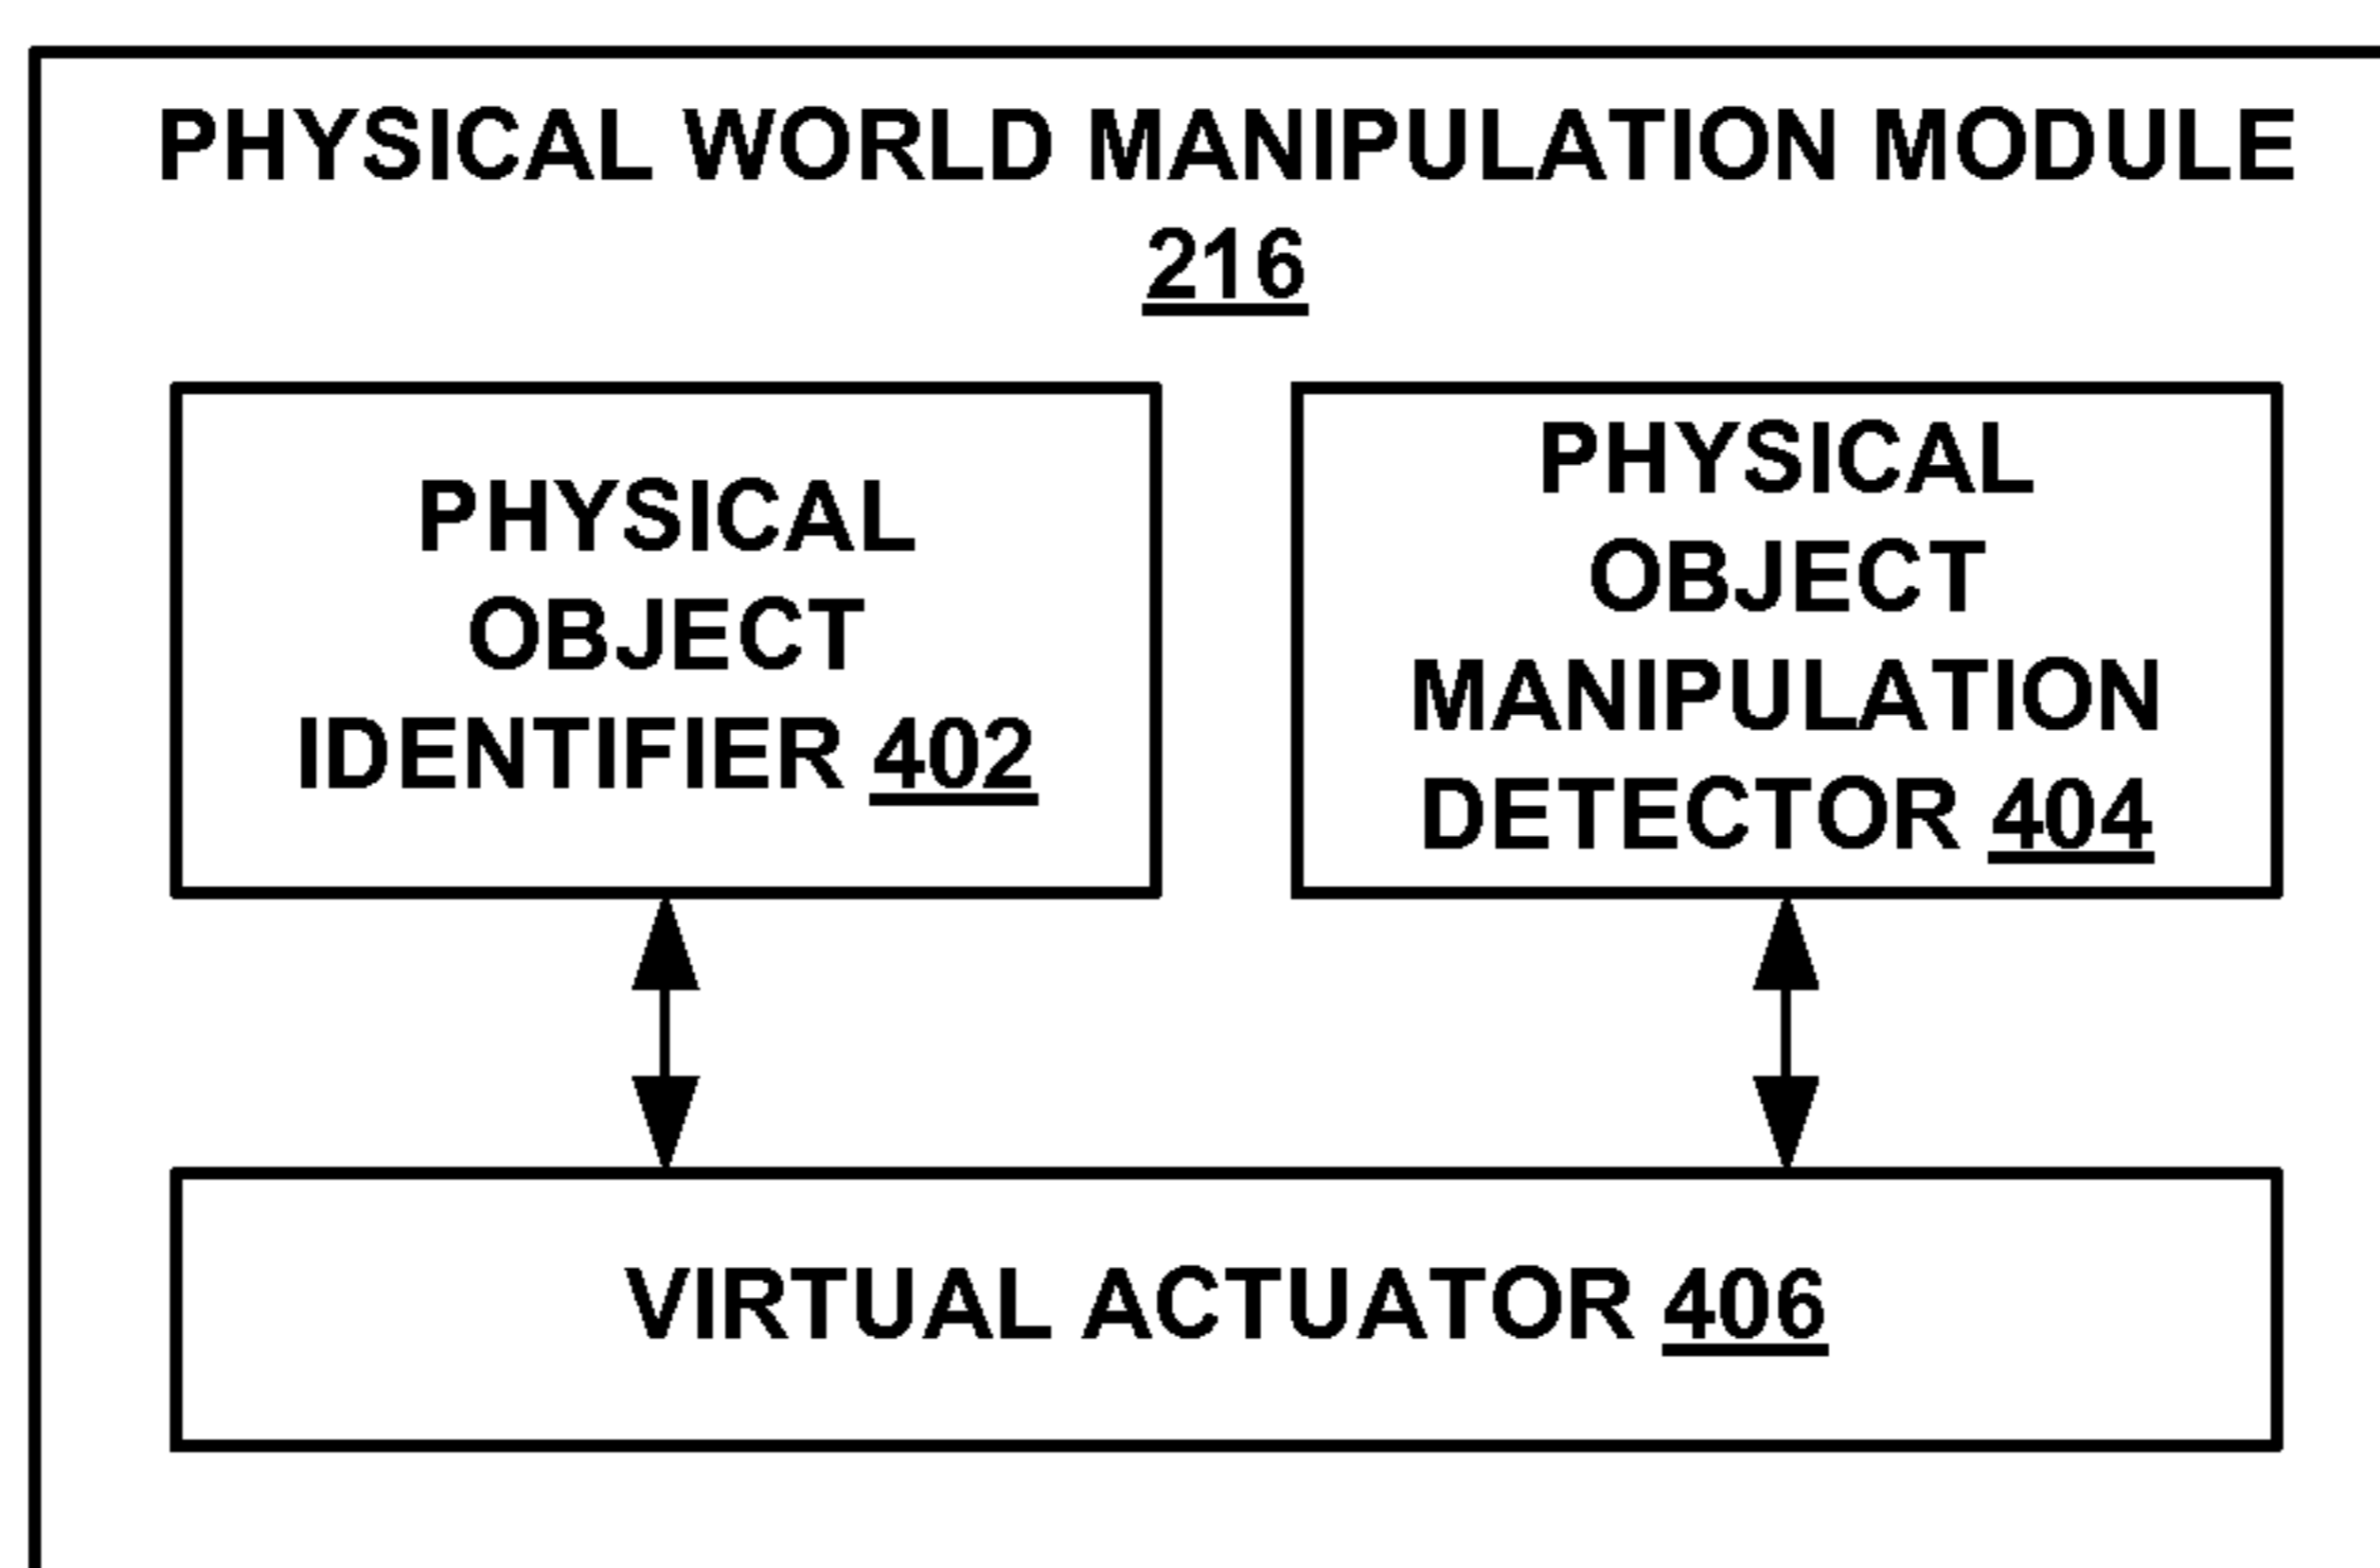 PHYSICAL WORLD MANIPULATION MODULE
216
PHYSICAL
OBJECT
IDENTIFIER 402
PHYSICAL
OBJECT
MANIPULATION
DETECTOR 404
VIRTUAL ACTUATOR 406